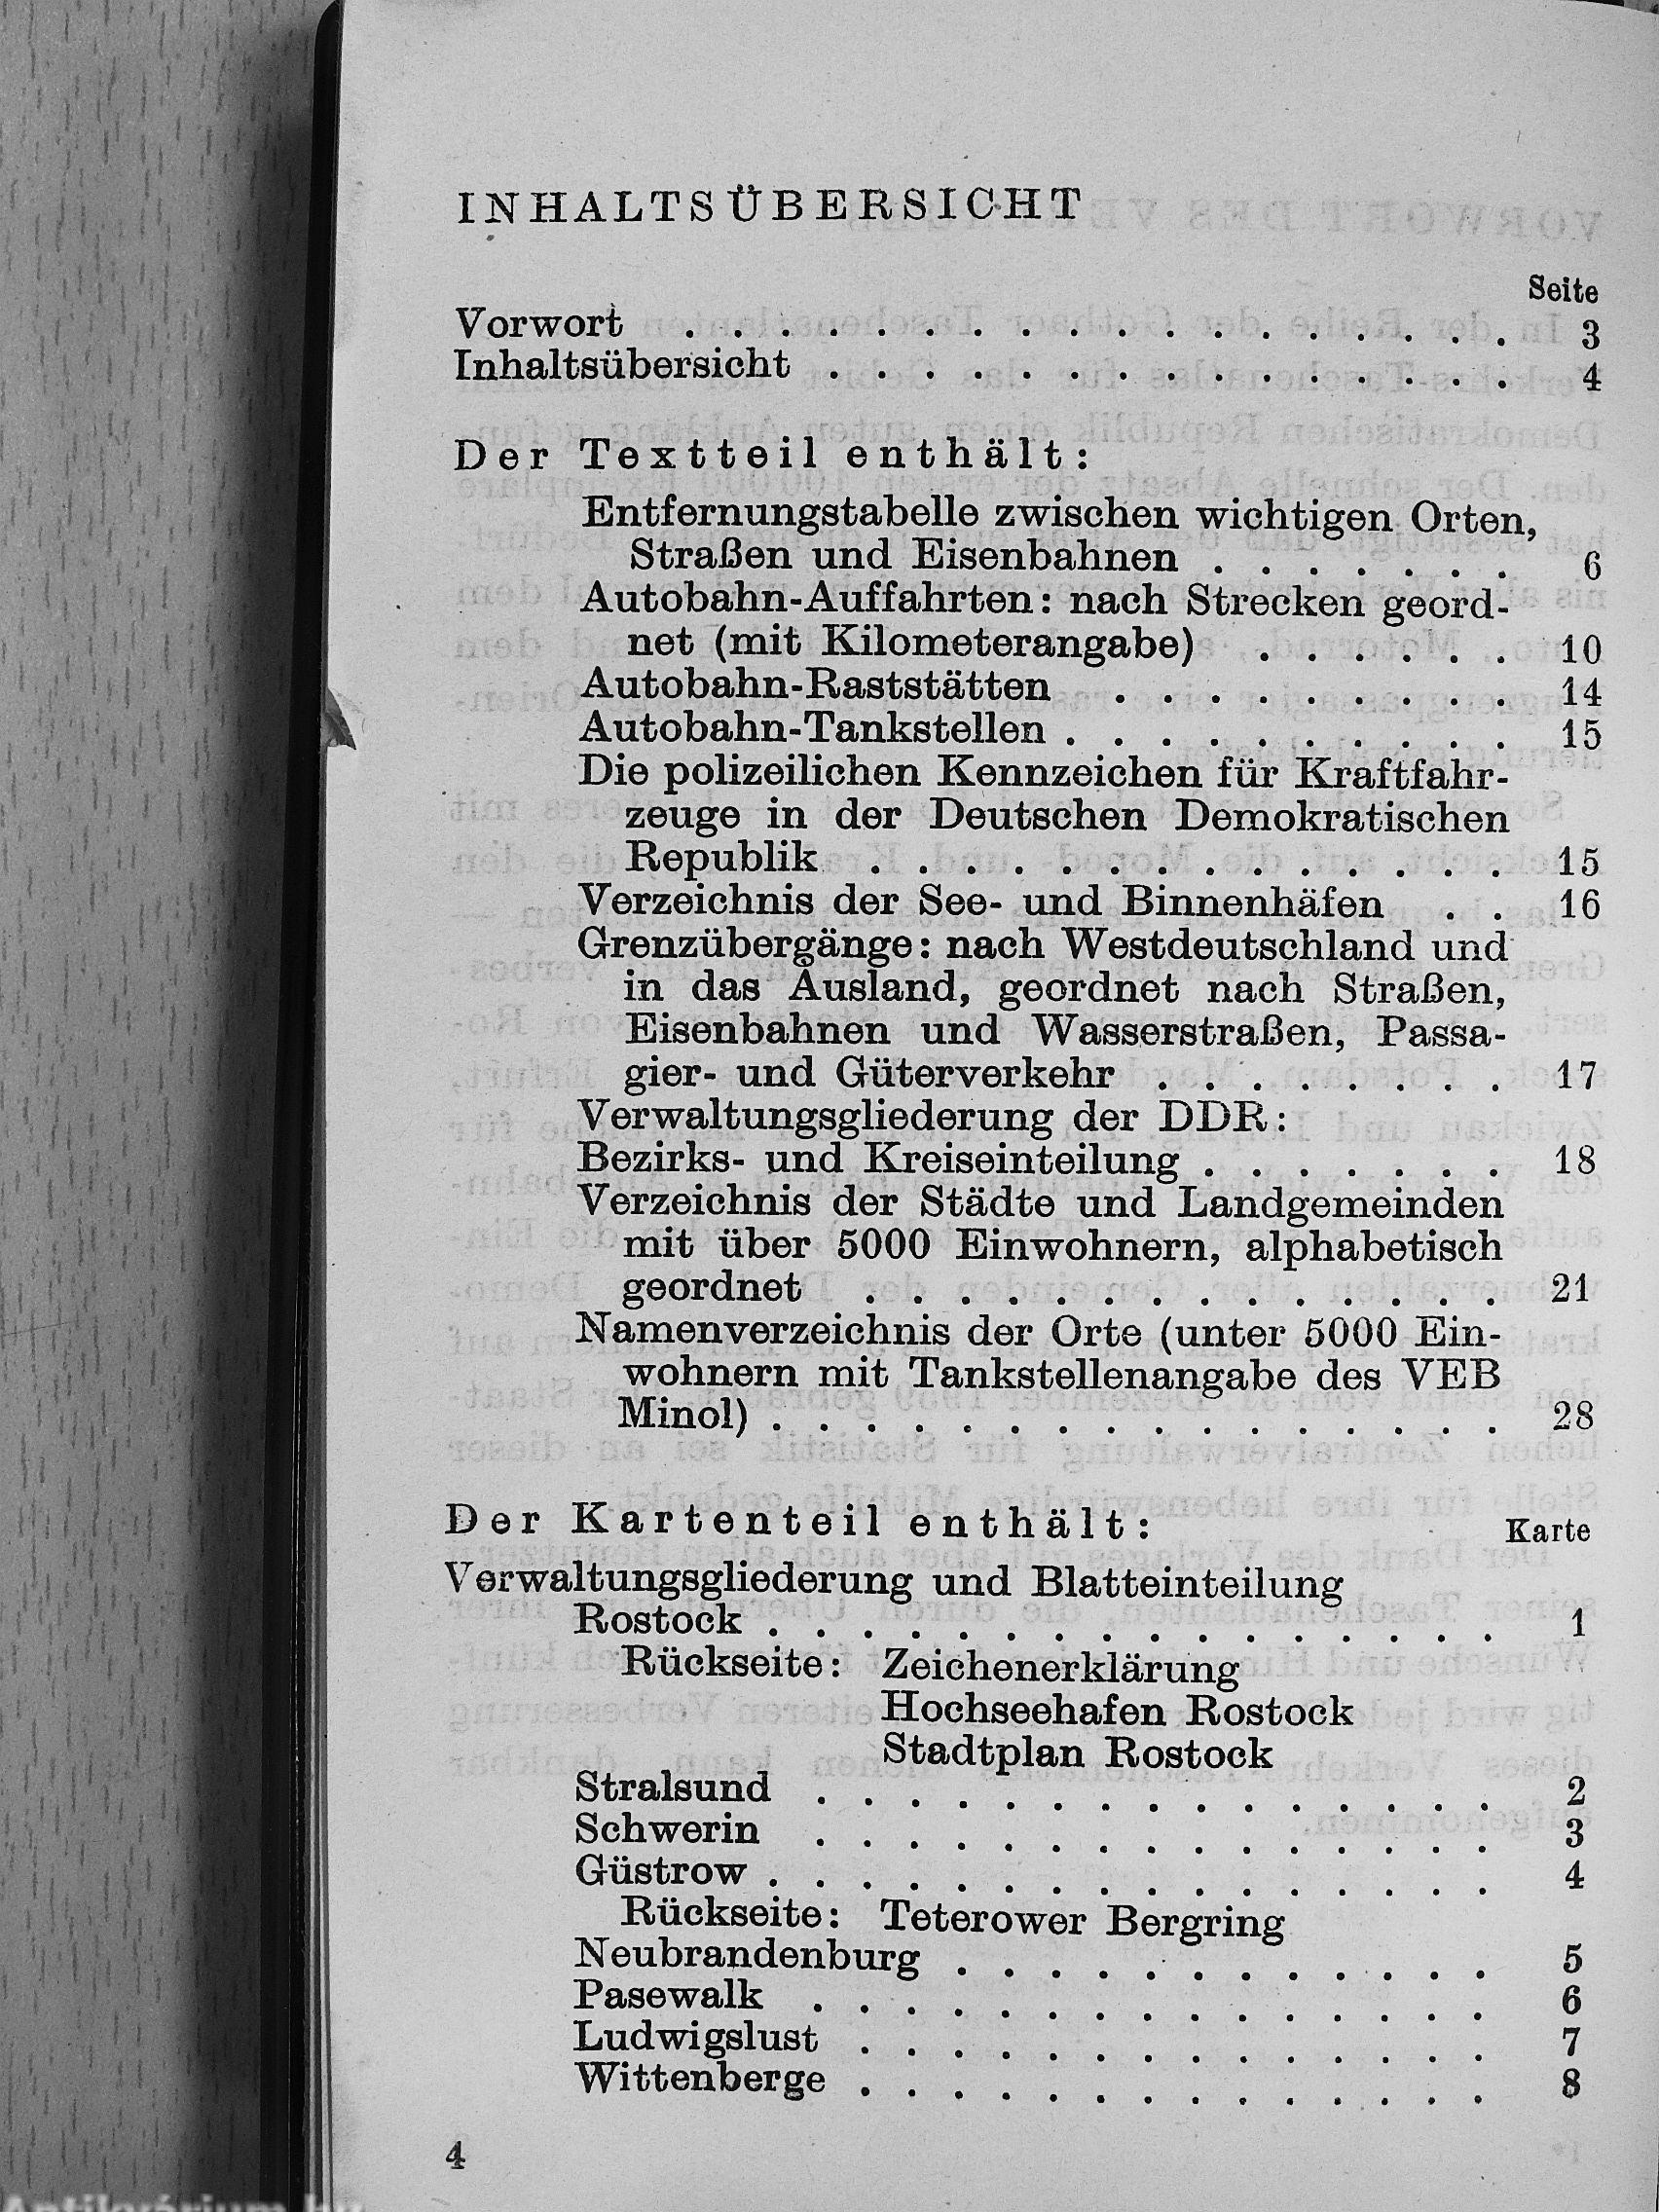 INHALTSÜBERSICHT
Seite
Vorwort . . . . . . . . . . . . . . . . . . 3
Inhaltsübersicht . . . . . . . . . . . . . . . 4
Der Textteil enthält:
Entfernungstabelle zwischen wichtigen Orten,
Straßen und Eisenbahnen . . . . . . . 6
Autobahn-Auffahrten: nach Strecken geord-
net (mit Kilometerangabe) . . . . . . 10
Autobahn-Raststätten . . . . . . . . . 14
Autobahn-Tankstellen . . . . . . . . . . 15
Die polizeilichen Kennzeichen für Kraftfahr-
zeuge in der Deutschen Demokratischen
Republik . . . . . . . . . . . . . . 15
Verzeichnis der See- und Binnenhäfen . . 16
Grenzübergänge: nach Westdeutschland und
in das Ausland, geordnet nach Straßen,
Eisenbahnen und Wasserstraßen, Passa-
gier- und Güterverkehr . . . . . . . . 17
Verwaltungsgliederung der DDR:
Bezirks- und Kreiseinteilung . . . . . . . 18
Verzeichnis der Städte und Landgemeinden
mit über 5000 Einwohnern, alphabetisch
geordnet . . . . . . . . . . . . . . 21
Namenverzeichnis der Orte (unter 5000 Ein-
wohnern mit Tankstellenangabe des VEB
Minol) . . . . . . . . . . . . . . . . 28
Der Kartenteil enthält:
Karte
Verwaltungsgliederung und Blatteinteilung
Rostock . . . . . . . . . . . . . . . . 1
Rückseite: Zeichenerklärung
Hochseehafen Rostock
Stadtplan Rostock
Stralsund . . . . . . . . . . . . . . . 2
Schwerin . . . . . . . . . . . . . . . 3
Güstrow . . . . . . . . . . . . . . . . 4
Rückseite: Teterower Bergring
Neubrandenburg . . . . . . . . . . . . 5
Pasewalk . . . . . . . . . . . . . . . 6
Ludwigslust . . . . . . . . . . . . . . 7
Wittenberge . . . . . . . . . . . . . . 8
4